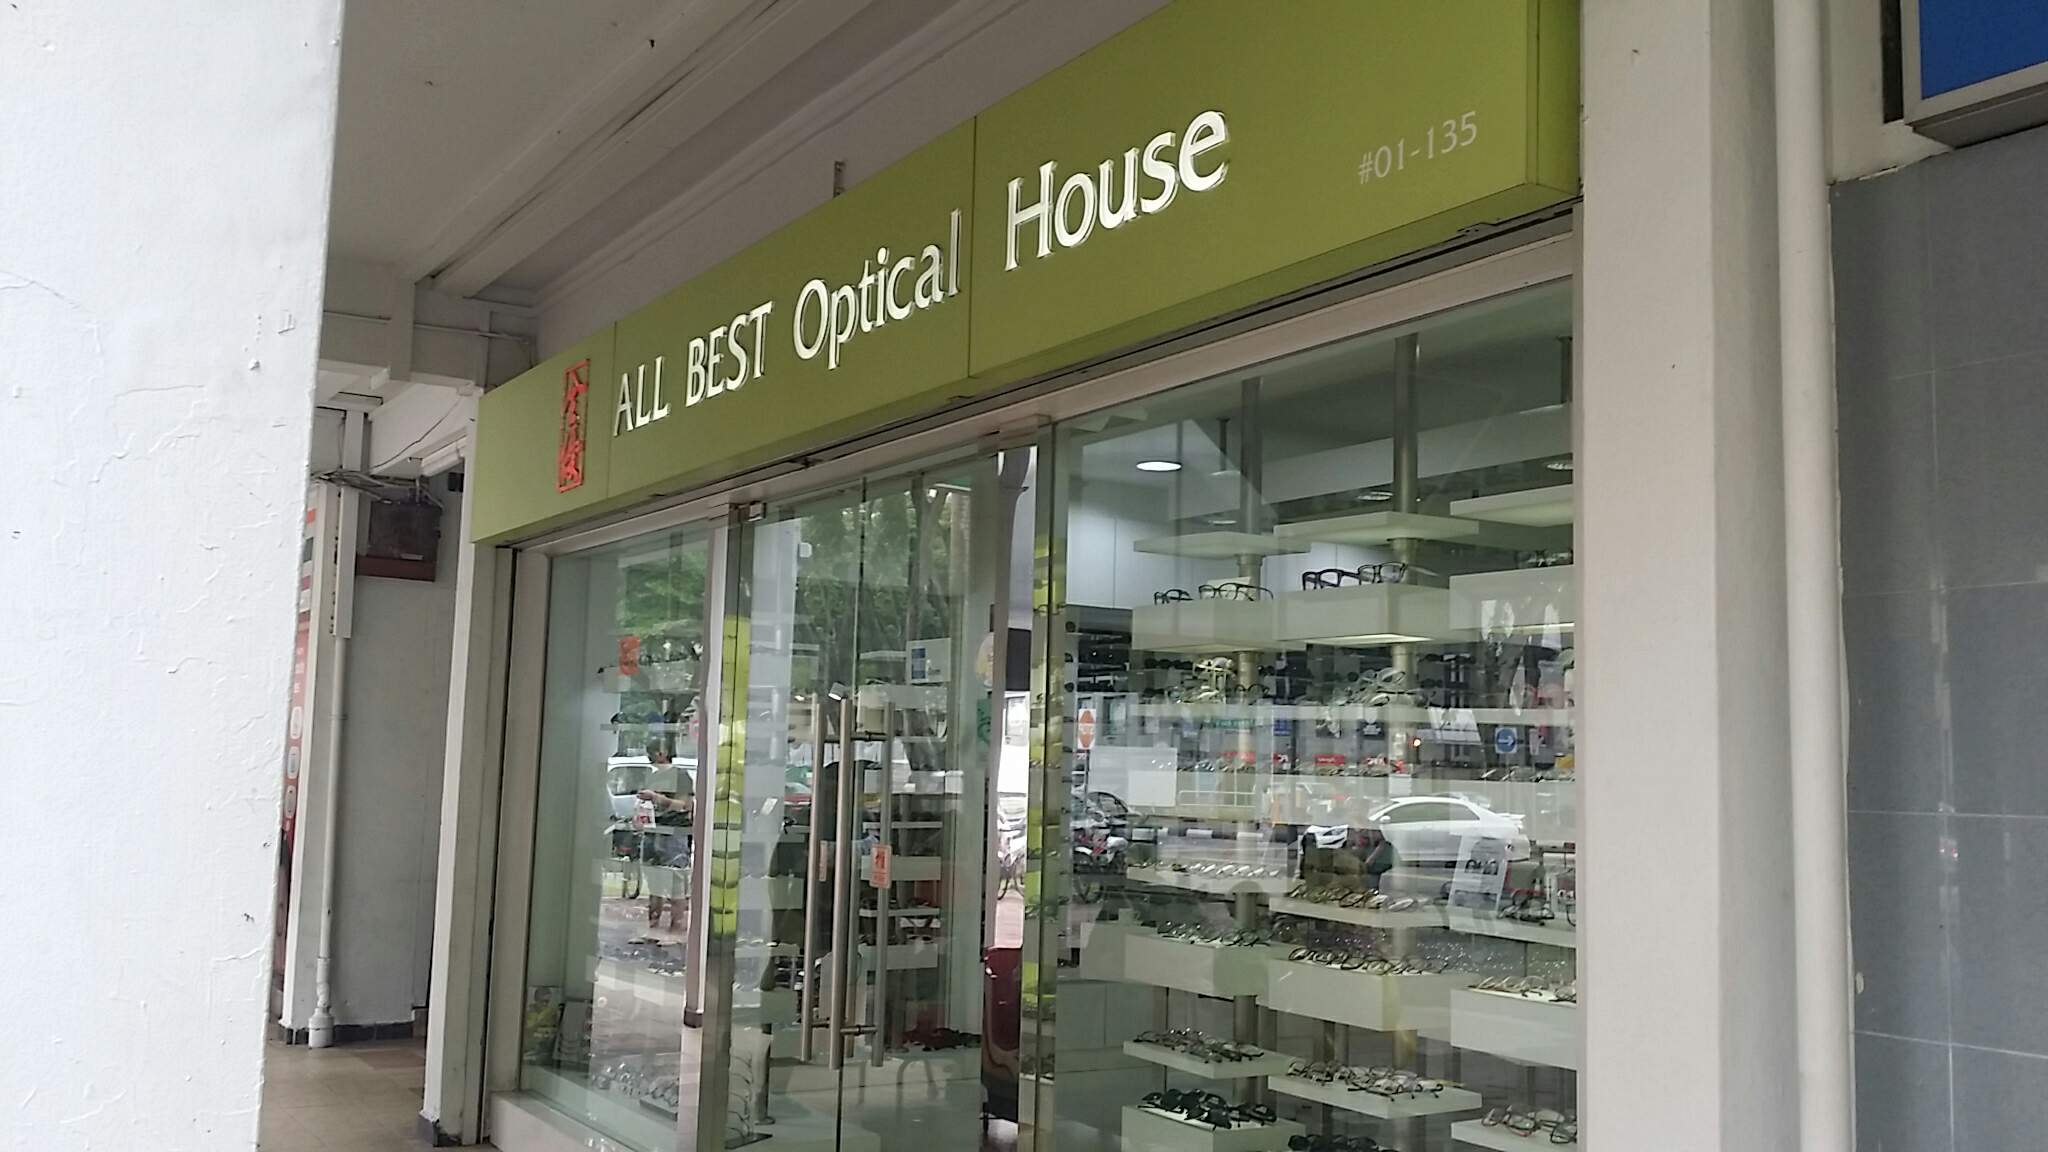 ALL BEST Optical House
#01-135